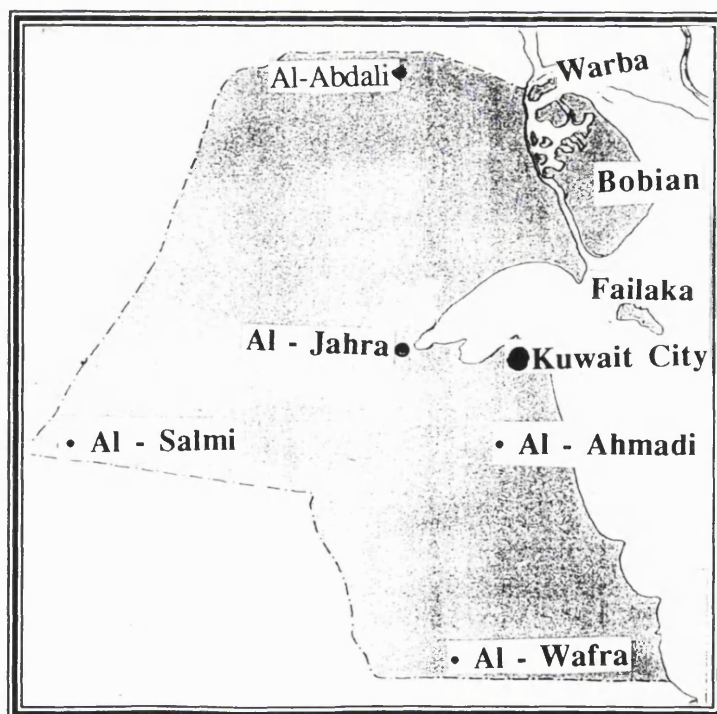 Al-Abdali
Warba
Bobian
Failaka
Al - Jahra
Kuwait City
Al - Salmi
Al - Ahmadi
Al - Wafra